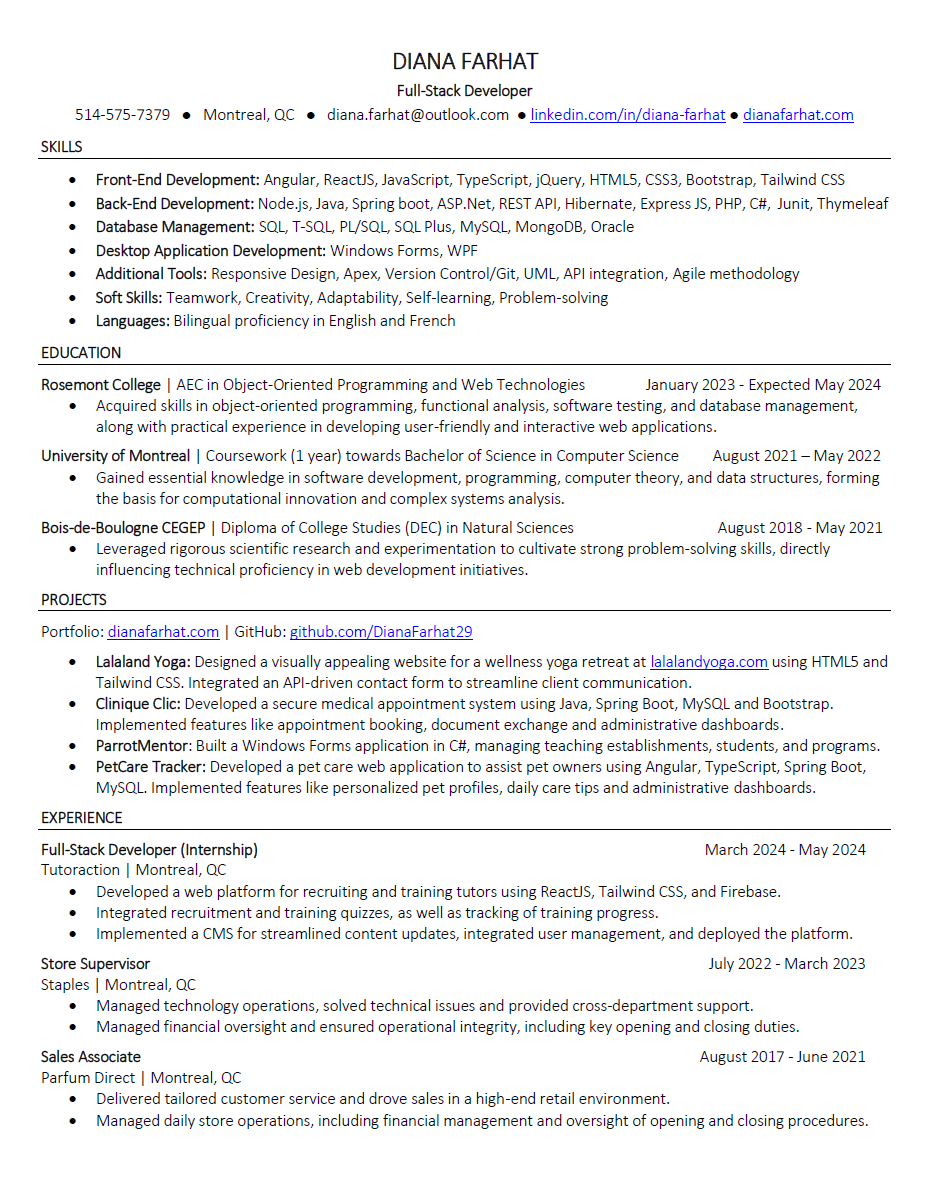 DIANA FARHAT
Full-Stack Developer
514-575-7379 ● Montreal, QC ● diana.farhat@outlook.com ● linkedin.com/in/diana-farhat ● dianafarhat.com
SKILLS
• Front-End Development: Angular, ReactJS, JavaScript, TypeScript, jQuery, HTML5, CSS3, Bootstrap, Tailwind CSS
• Back-End Development: Node.js, Java, Spring boot, ASP.Net, REST API, Hibernate, Express JS, PHP, C#, Junit, Thymeleaf
• Database Management: SQL, T-SQL, PL/SQL, SQL Plus, MySQL, MongoDB, Oracle
• Desktop Application Development: Windows Forms, WPF
• Additional Tools: Responsive Design, Apex, Version Control/Git, UML, API integration, Agile methodology
• Soft Skills: Teamwork, Creativity, Adaptability, Self-learning, Problem-solving
• Languages: Bilingual proficiency in English and French
EDUCATION
Rosemont College | AEC in Object-Oriented Programming and Web Technologies January 2023 - Expected May 2024
• Acquired skills in object-oriented programming, functional analysis, software testing, and database management,
along with practical experience in developing user-friendly and interactive web applications.
University of Montreal | Coursework (1 year) towards Bachelor of Science in Computer Science August 2021 – May 2022
• Gained essential knowledge in software development, programming, computer theory, and data structures, forming
the basis for computational innovation and complex systems analysis.
Bois-de-Boulogne CEGEP | Diploma of College Studies (DEC) in Natural Sciences August 2018 - May 2021
• Leveraged rigorous scientific research and experimentation to cultivate strong problem-solving skills, directly
influencing technical proficiency in web development initiatives.
PROJECTS
Portfolio: dianafarhat.com | GitHub: github.com/DianaFarhat29
• Lalaland Yoga: Designed a visually appealing website for a wellness yoga retreat at lalalandyoga.com using HTML5 and
Tailwind CSS. Integrated an API-driven contact form to streamline client communication.
• Clinique Clic: Developed a secure medical appointment system using Java, Spring Boot, MySQL and Bootstrap.
Implemented features like appointment booking, document exchange and administrative dashboards.
• ParrotMentor: Built a Windows Forms application in C#, managing teaching establishments, students, and programs.
• PetCare Tracker: Developed a pet care web application to assist pet owners using Angular, TypeScript, Spring Boot,
MySQL. Implemented features like personalized pet profiles, daily care tips and administrative dashboards.
EXPERIENCE
Full-Stack Developer (Internship) March 2024 - May 2024
Tutoraction | Montreal, QC
• Developed a web platform for recruiting and training tutors using ReactJS, Tailwind CSS, and Firebase.
• Integrated recruitment and training quizzes, as well as tracking of training progress.
• Implemented a CMS for streamlined content updates, integrated user management, and deployed the platform.
Store Supervisor July 2022 - March 2023
Staples | Montreal, QC
• Managed technology operations, solved technical issues and provided cross-department support.
• Managed financial oversight and ensured operational integrity, including key opening and closing duties.
Sales Associate August 2017 - June 2021
Parfum Direct | Montreal, QC
• Delivered tailored customer service and drove sales in a high-end retail environment.
• Managed daily store operations, including financial management and oversight of opening and closing procedures.